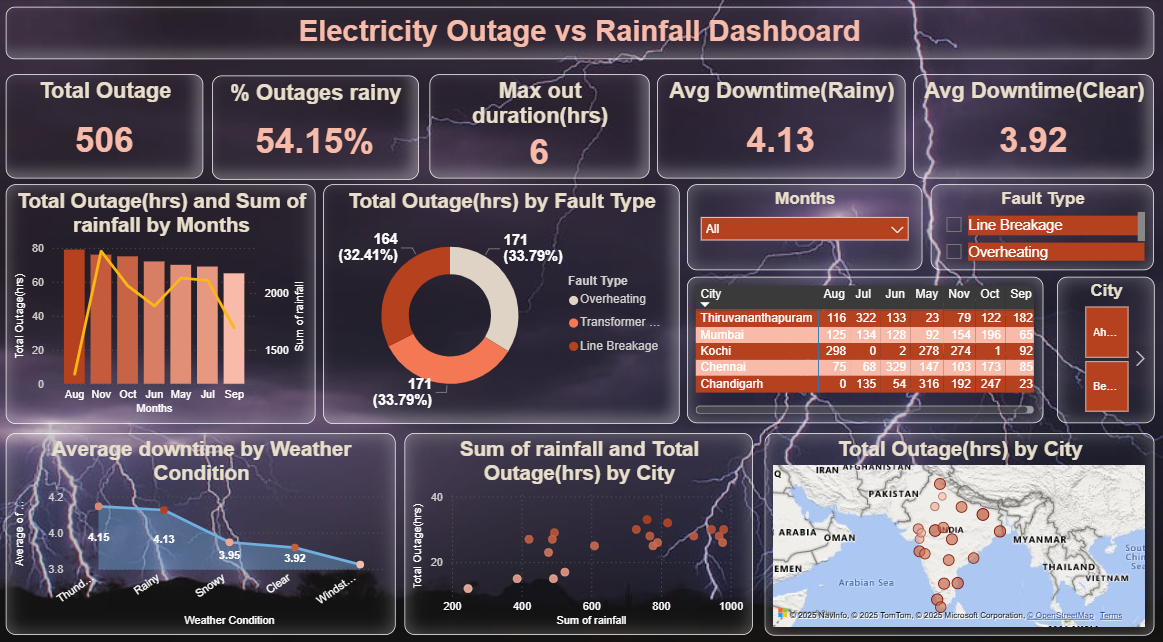 Electricity Outage vs Rainfall Dashboard
Total Outage
506
% Outages rainy
54.15%
Max out
duration(hrs)
6
Avg Downtime(Rainy)
4.13
Avg Downtime(Clear)
3.92
Total Outage(hrs) and Sum of
rainfall by Months
Total Outage(hrs)
80
60
40
20
0
2000
1500
Sum of rainfall
Aug Nov Oct Jun May Jul Sep
Months
Total Outage(hrs) by Fault Type
164
(32.41%)
171
(33.79%)
171
(33.79%)
Fault Type
Overheating
Transformer ...
Line Breakage
Months
All
Fault Type
Line Breakage
Overheating
City Aug Jul Jun May Nov Oct Sep
Thiruvananthapuram 116 322 133 23 79 122 182
Mumbai 125 134 128 92 154 196 65
Kochi 298 0 2 278 274 1 92
Chennai 75 68 329 147 103 173 85
Chandigarh 0 135 54 316 192 247 23
City
Ah...
Be...
Average downtime by Weather
Condition
Average of ...
4.2
4.0
3.8
4.15
4.13
3.95
3.92
Thund...
Rainy
Snowy
Clear
Windst...
Weather Condition
Sum of rainfall and Total
Outage(hrs) by City
Total Outage(hrs)
40
20
200 400 600 800 1000
Sum of rainfall
Total Outage(hrs) by City
IRAN
AFGHANISTAN
PAKISTAN
INDIA
ARABIA
OMAN
MYANMAR
EMEN
THAILAND
VIETNAM
Arabian Sea
Sout
Chin
Sea
© 2025 NavInfo, © 2025 TomTom, © 2025 Microsoft Corporation, © OpenStreetMap Terms